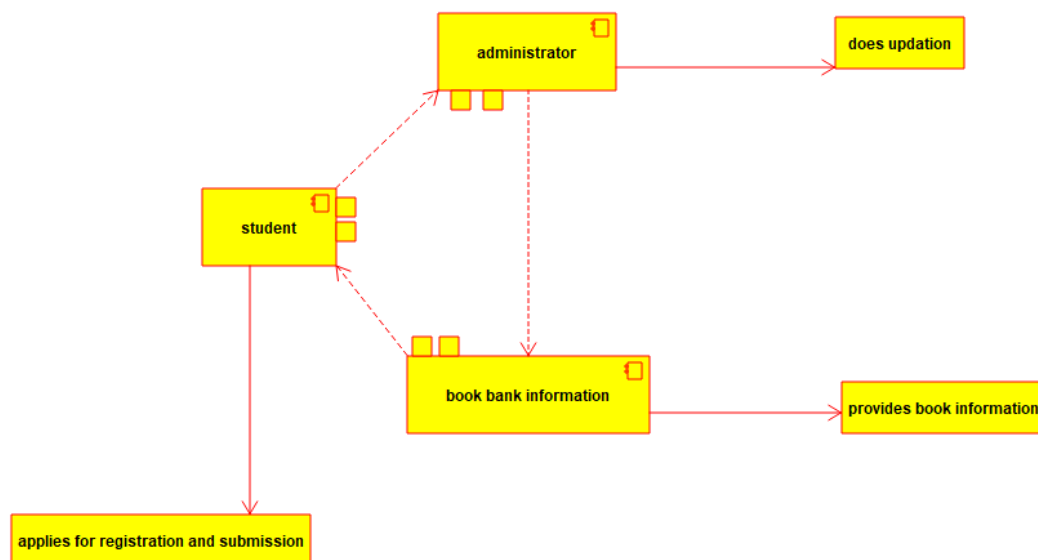 administrator
does updation
student
book bank information
provides book information
applies for registration and submission